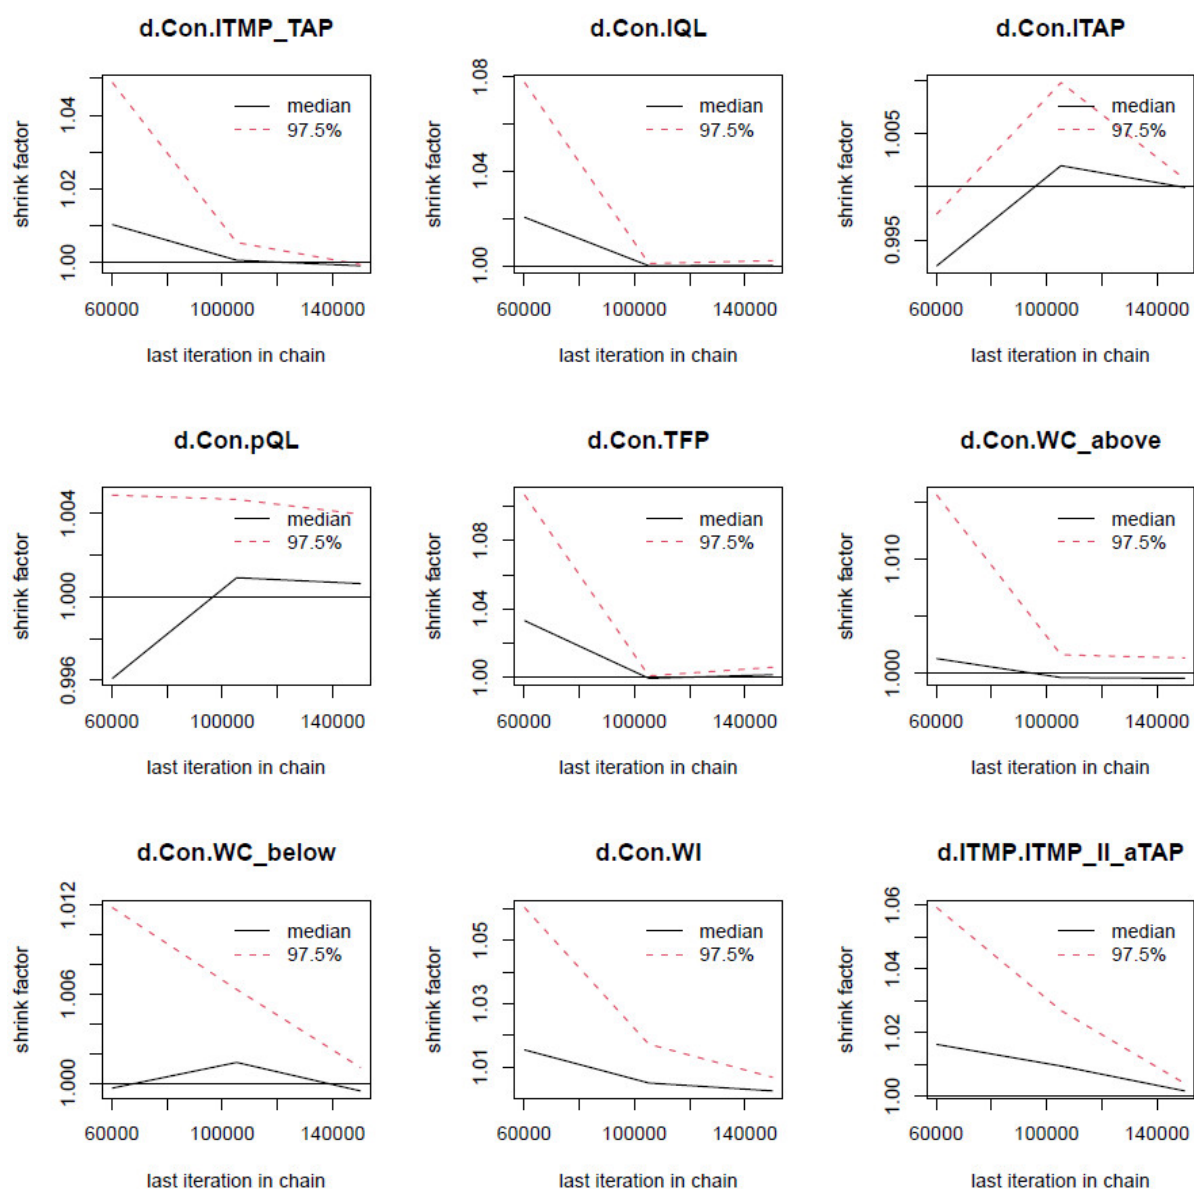 d.Con.ITMP_TAP
shrink factor
1.04
1.02
1.00
median
97.5%
60000 100000 140000
last iteration in chain
d.Con.IQL
shrink factor
1.08
1.04
1.00
median
97.5%
60000 100000 140000
last iteration in chain
d.Con.ITAP
shrink factor
1.005
0.995
median
97.5%
60000 100000 140000
last iteration in chain
d.Con.pQL
shrink factor
1.004
1.000
0.996
median
97.5%
60000 100000 140000
last iteration in chain
d.Con.TFP
shrink factor
1.08
1.04
1.00
median
97.5%
60000 100000 140000
last iteration in chain
d.Con.WC_above
shrink factor
1.010
1.000
median
97.5%
60000 100000 140000
last iteration in chain
d.Con.WC_below
shrink factor
1.012
1.006
1.000
median
97.5%
60000 100000 140000
last iteration in chain
d.Con.WI
shrink factor
1.05
1.03
1.01
median
97.5%
60000 100000 140000
last iteration in chain
d.ITMP.ITMP_II_aTAP
shrink factor
1.06
1.04
1.02
1.00
median
97.5%
60000 100000 140000
last iteration in chain